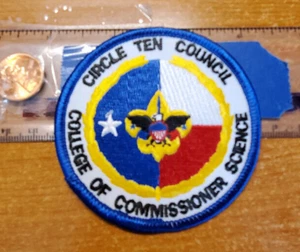 CIRCLE TEN COUNCIL
COLLEGE OF COMMISSIONER SCIENCE